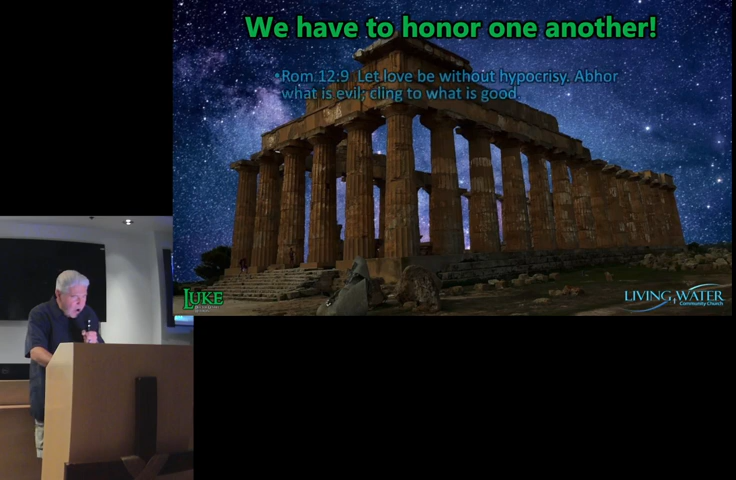 We have to honor one another!
•Rom 12:9 Let love be without hypocrisy. Abhor
what is evil; cling to what is good.
LUKE
LIVING WATER
Community Church